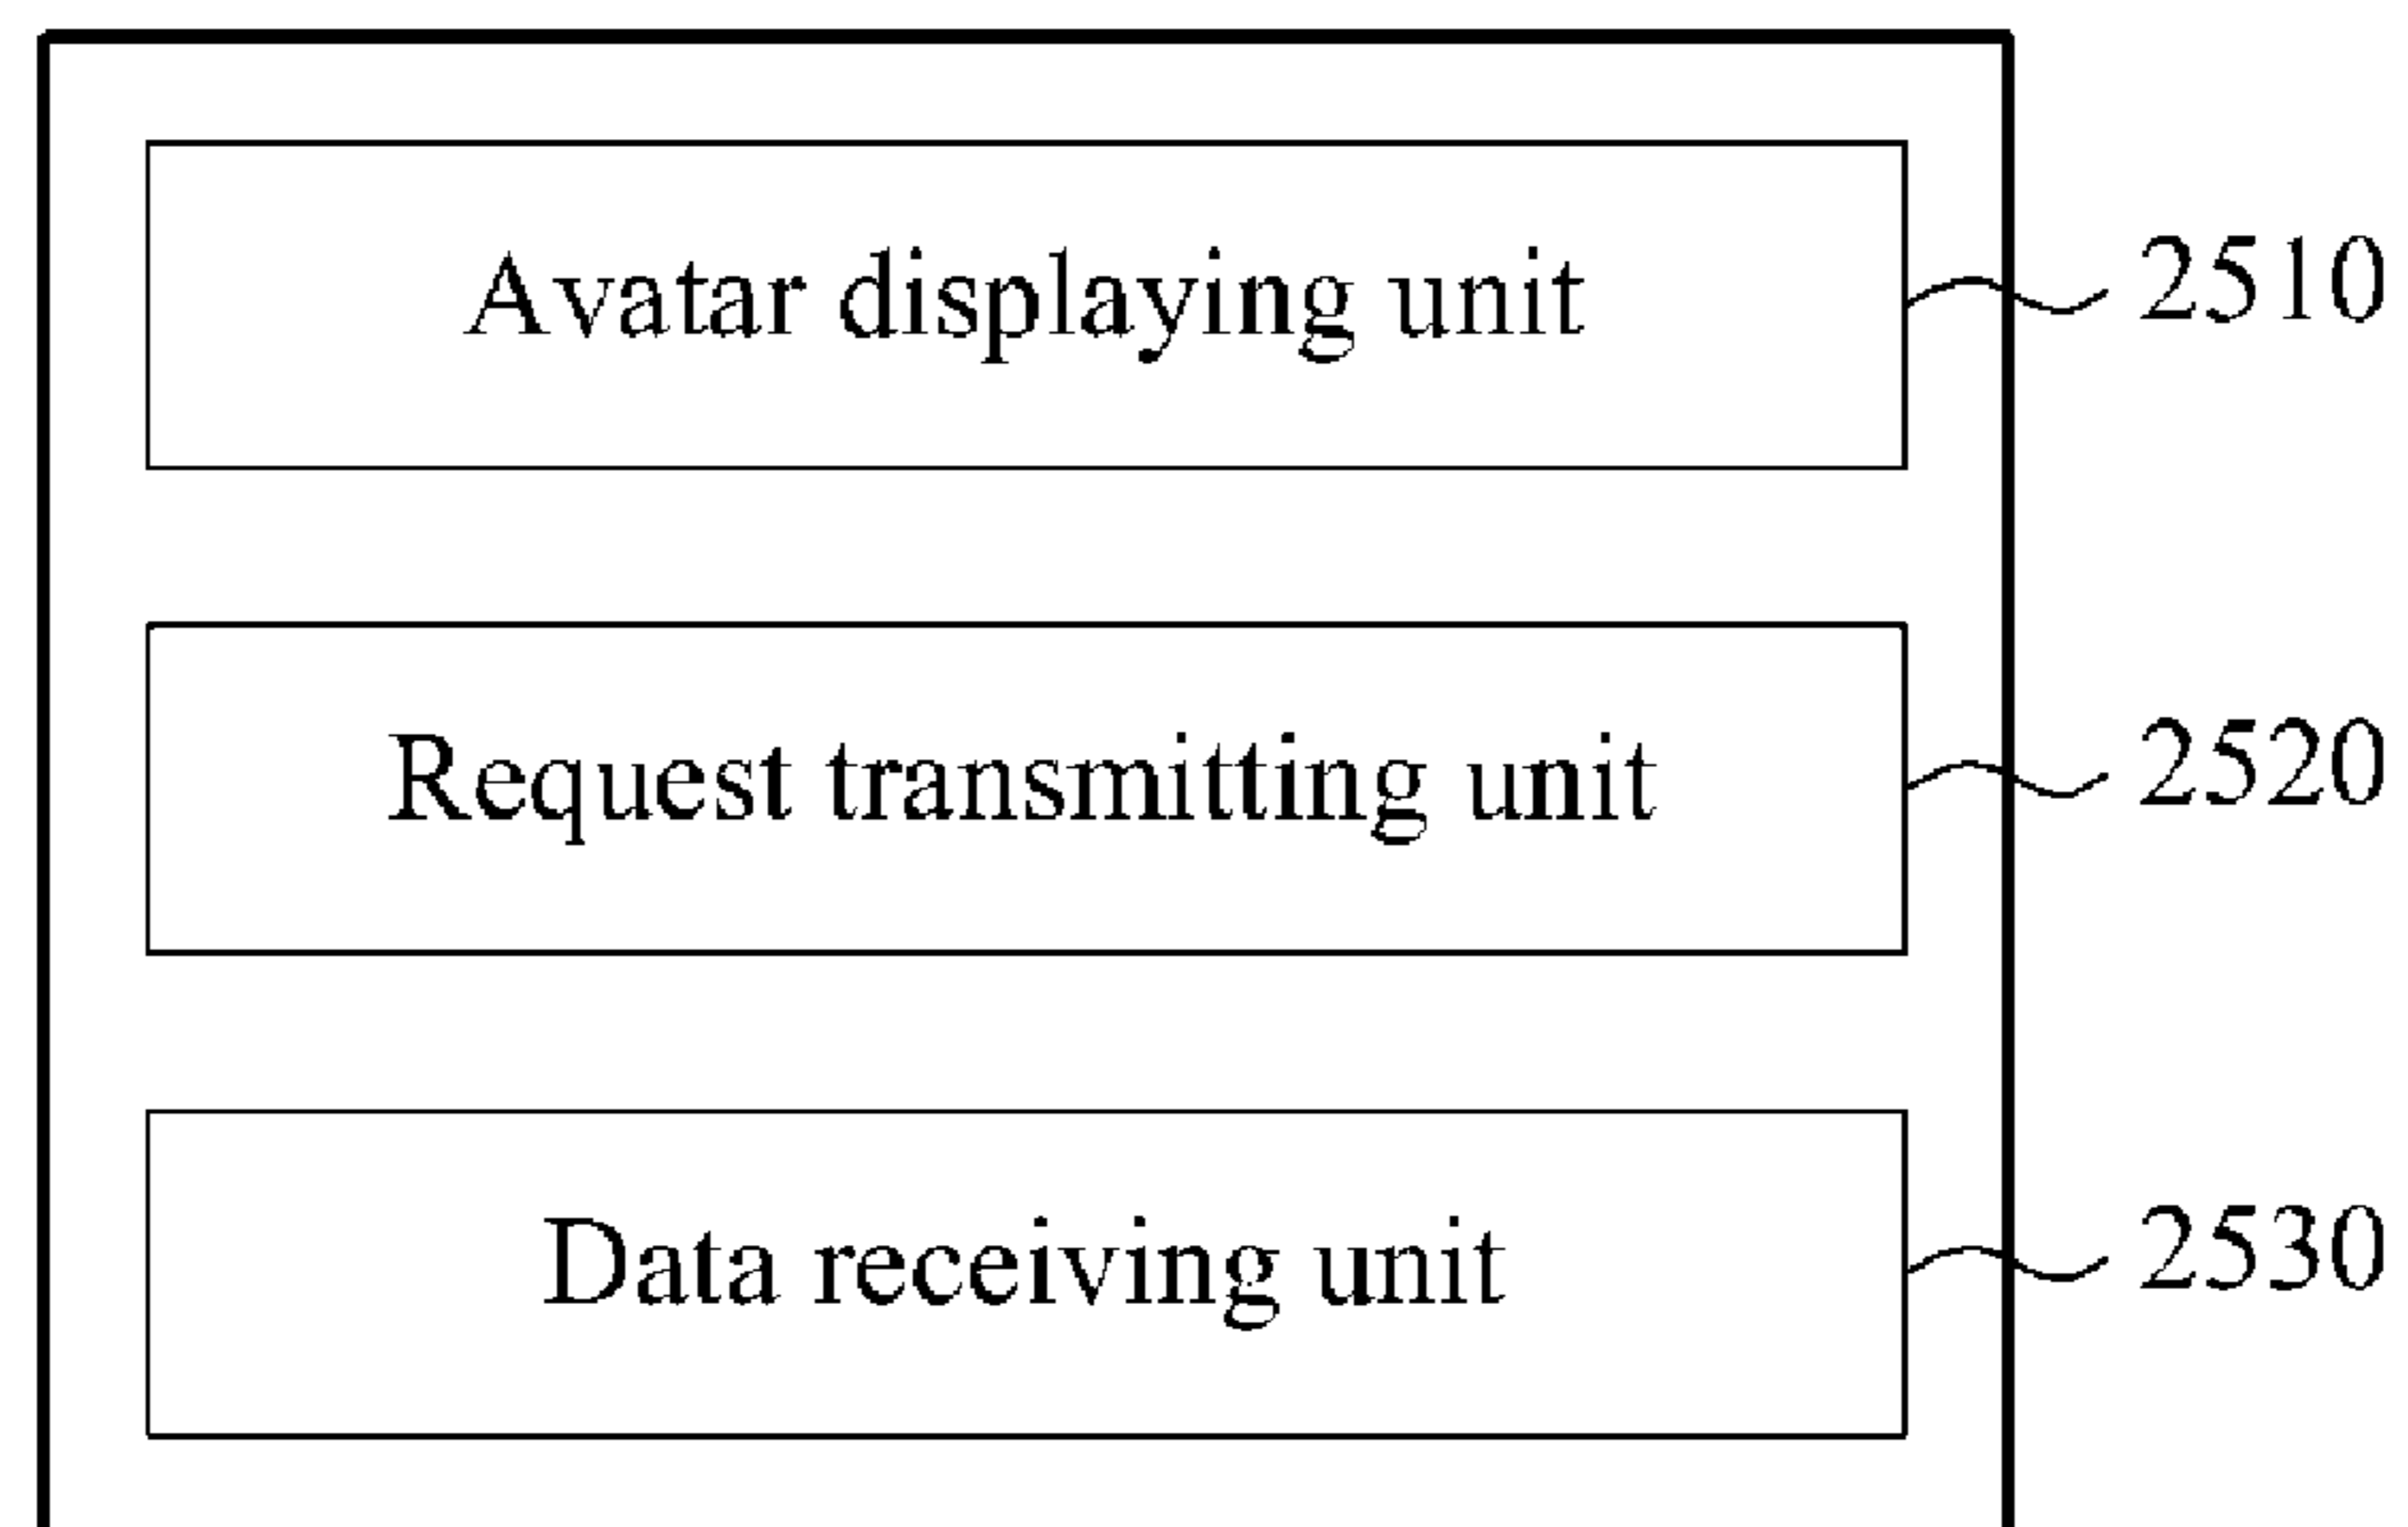 Avatar displaying unit 2510
Request transmitting unit 2520
Data receiving unit 2530